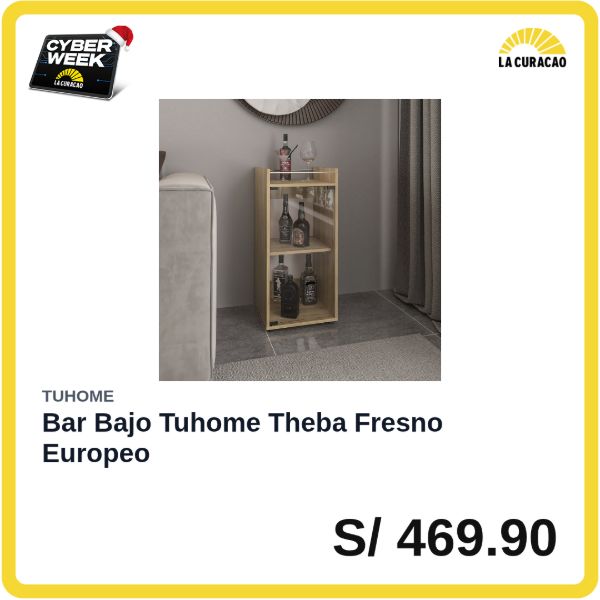 CYBER
WEEK
LA CURACAO
LA CURACAO
TUHOME
Bar Bajo Tuhome Theba Fresno
Europeo
S/ 469.90